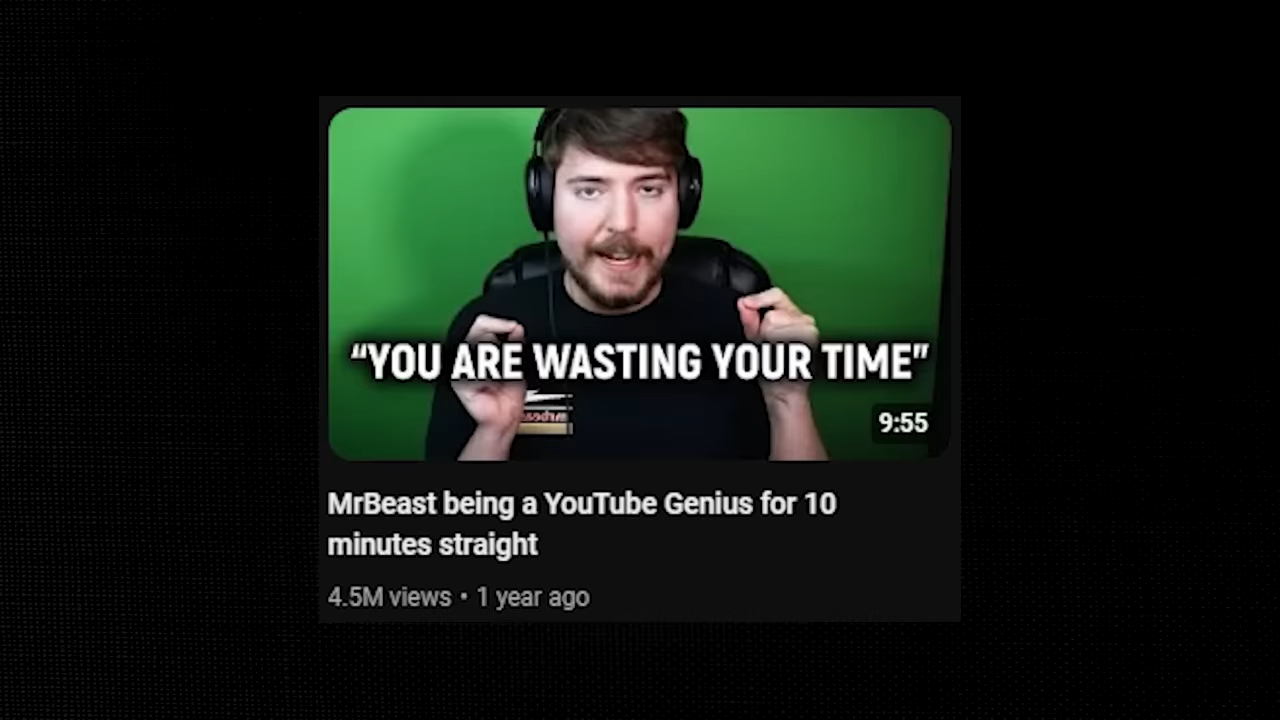 “YOU ARE WASTING YOUR TIME”
9:55
MrBeast being a YouTube Genius for 10
minutes straight
4.5M views • 1 year ago